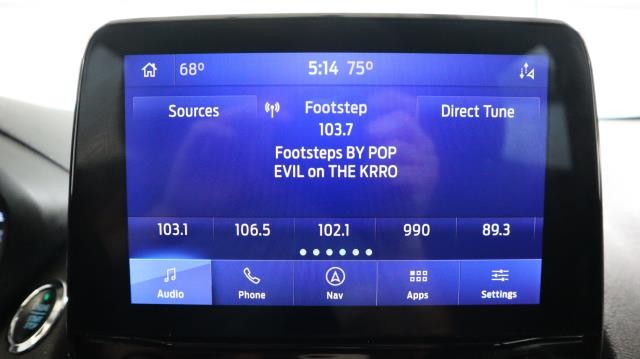 68° 5:14 75°
Sources Footstep Direct Tune
103.7
Footsteps BY POP
EVIL on THE KRRO
103.1 106.5 102.1 990 89.3
Audio Phone Nav Apps Settings